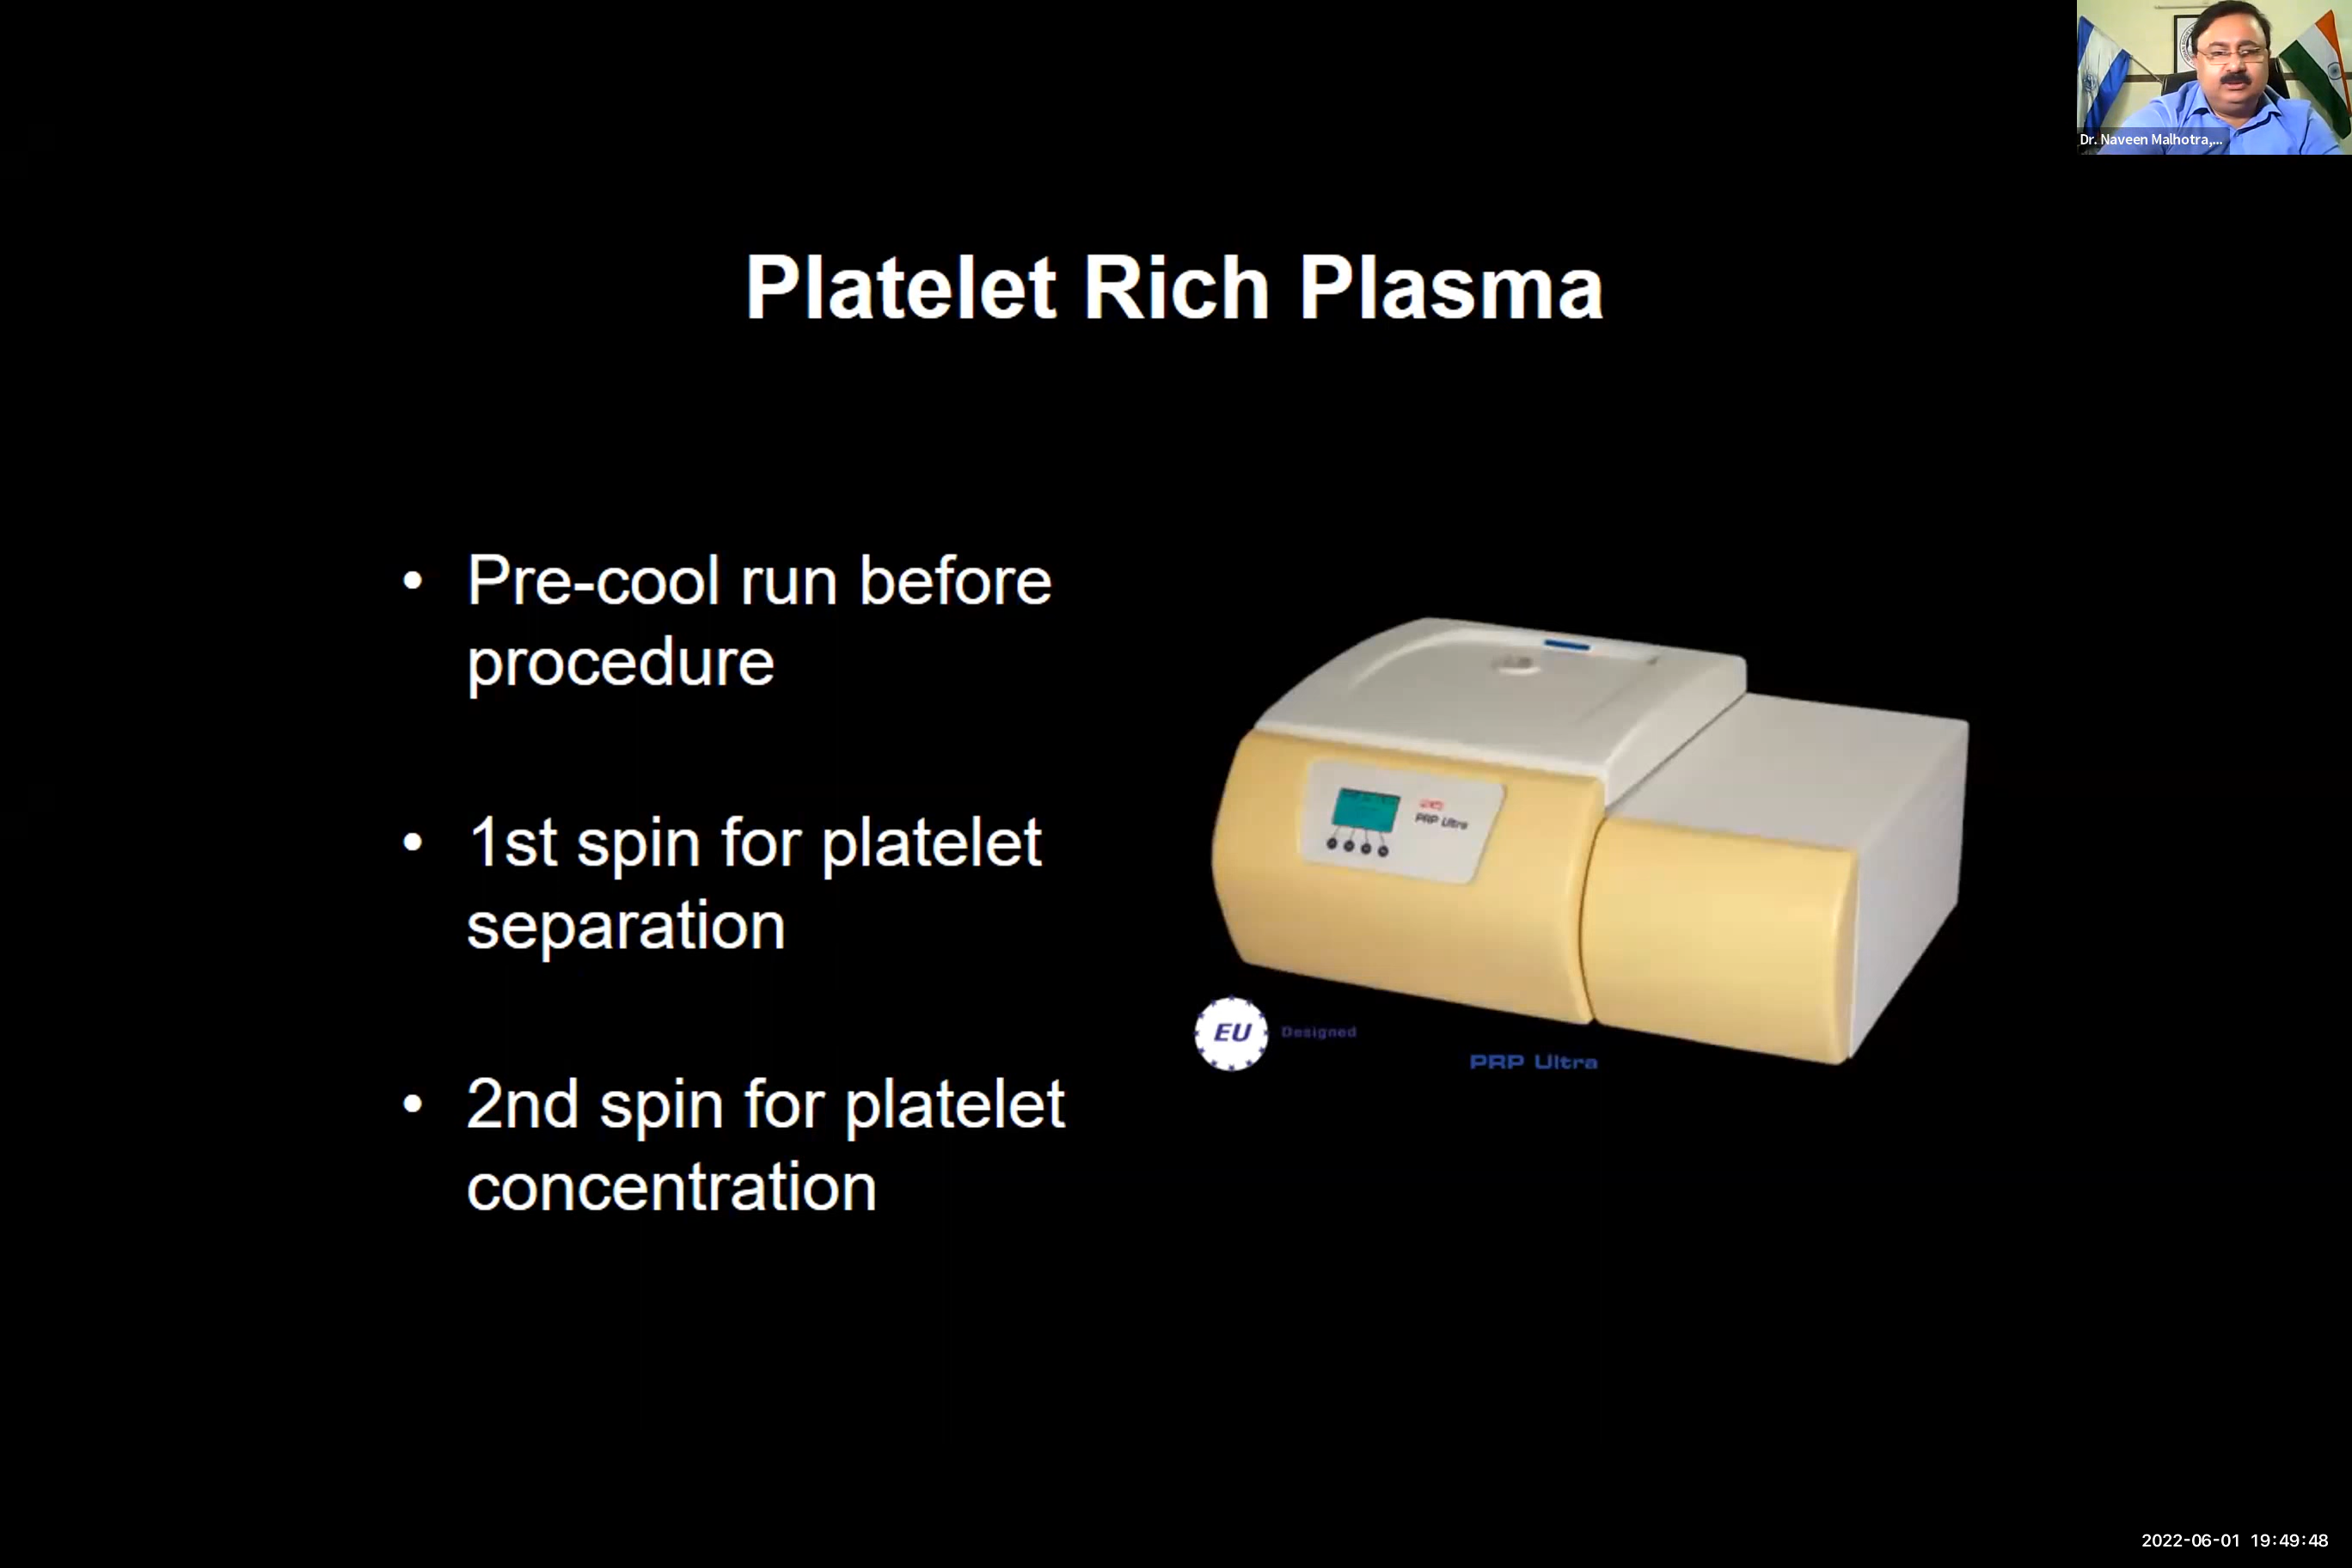 Dr. Naveen Malhotra,...
Platelet Rich Plasma
• Pre-cool run before
procedure
• 1st spin for platelet
separation
• 2nd spin for platelet
concentration
PRP Ultra
EU Designed
PRP Ultra
2022-06-01 19:49:48